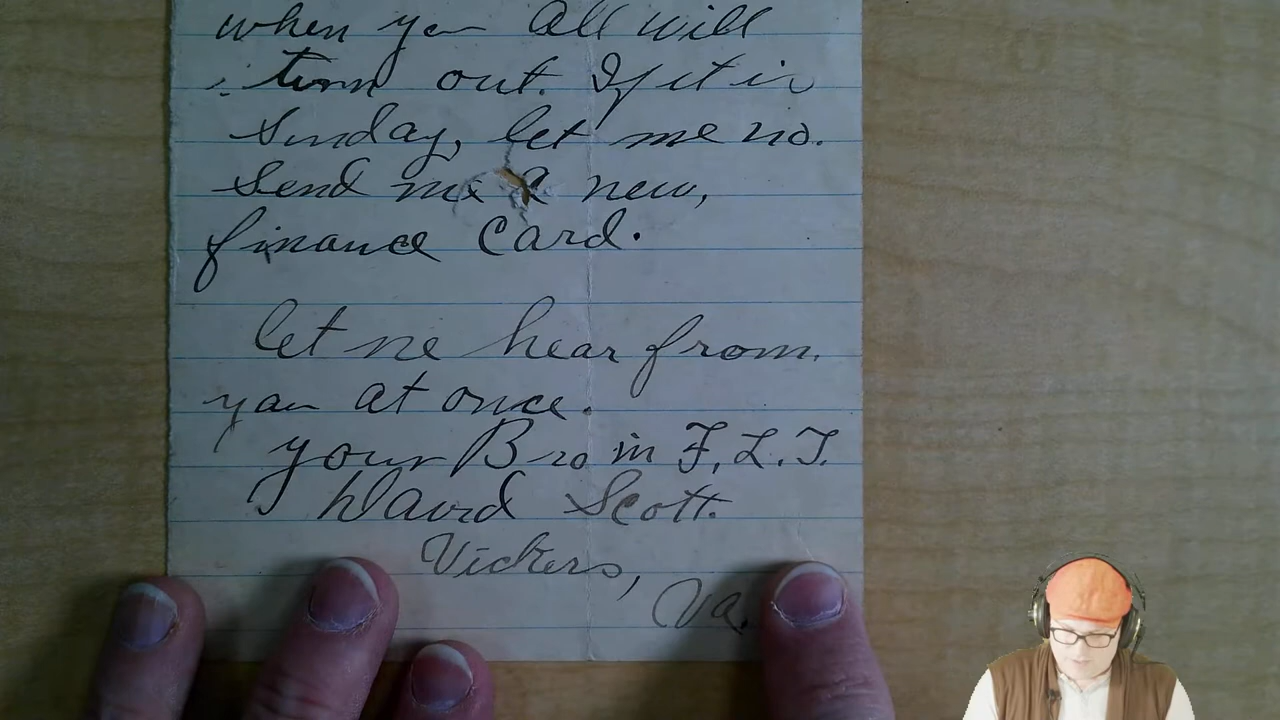 when you all will
turn out. If it is
Sunday, let me no.
Send me a new,
finance Card.
let me hear from.
you at once.
your Bro in F, L. T.
David Scott.
Vickers,
Va.